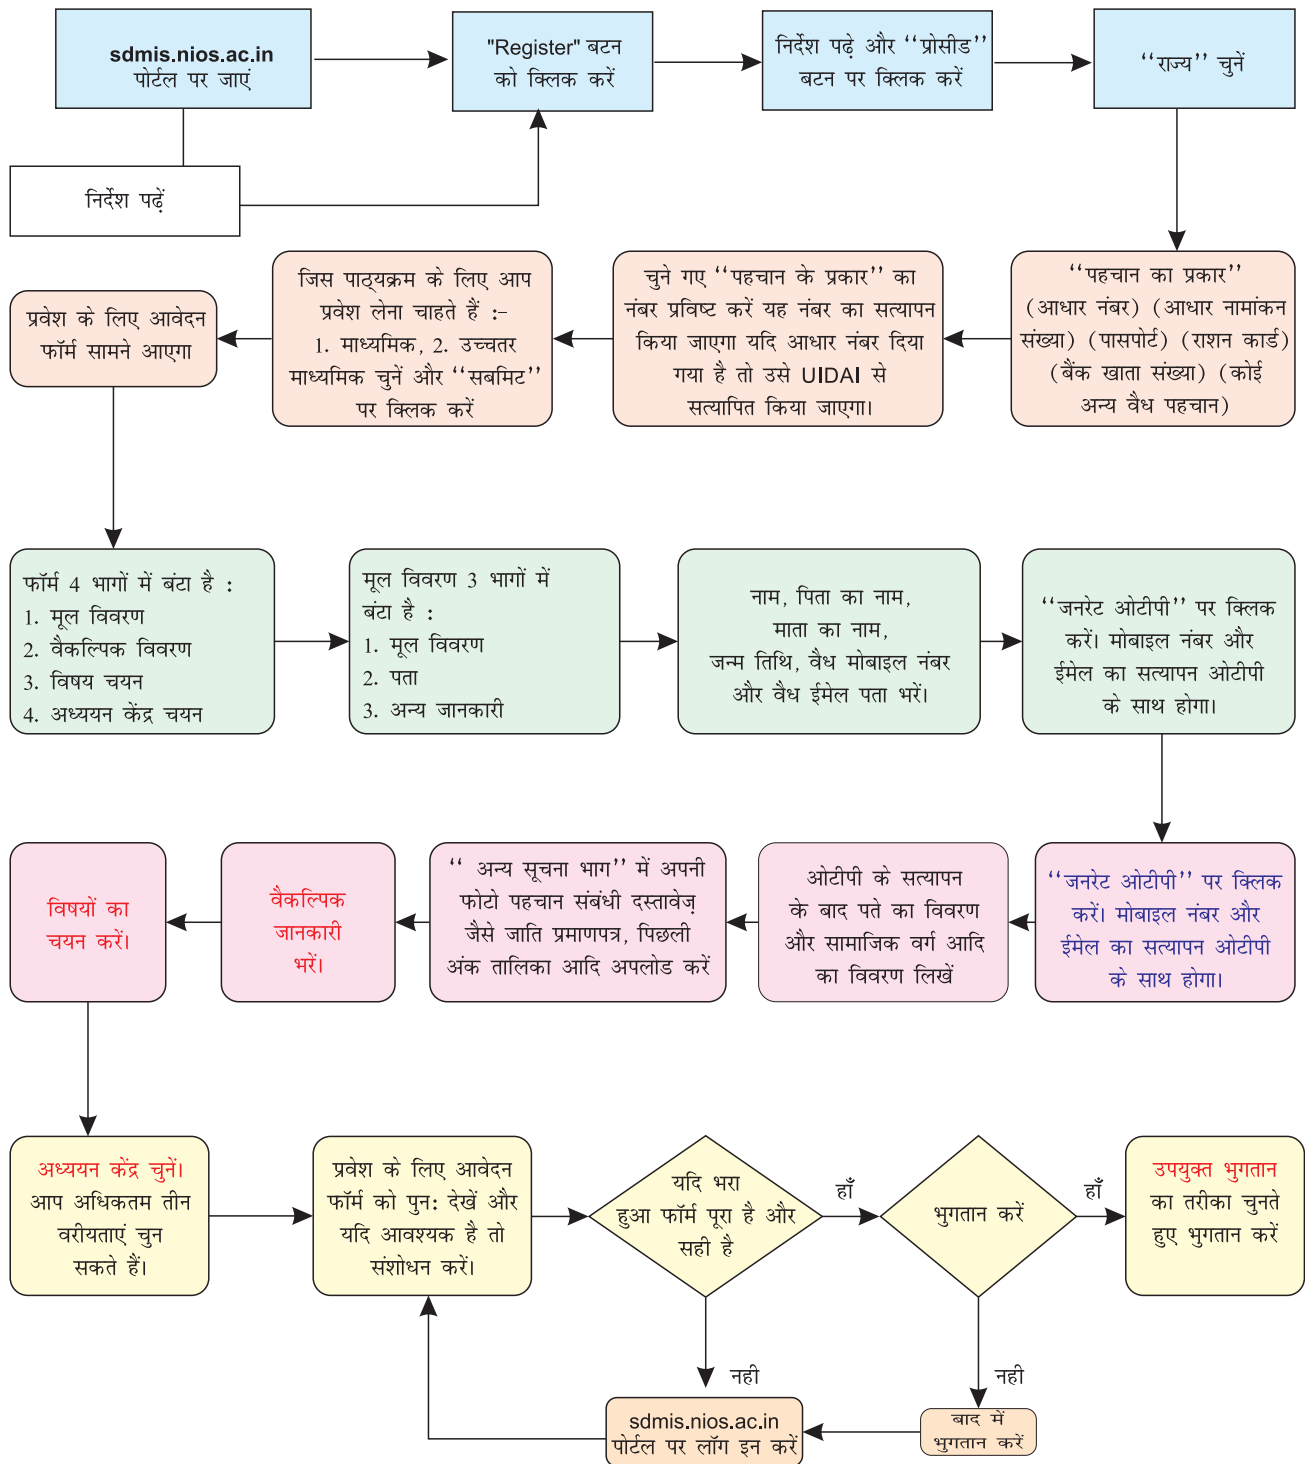 sdmis.nios.ac.in
पोर्टल पर जाएं
"Register" बटन
को क्लिक करें
निर्देश पढ़े और ‘‘प्रोसीड’’
बटन पर क्लिक करें
‘‘राज्य’’ चुनें
निर्देश पढ़ें
‘‘पहचान का प्रकार’’
(आधार नंबर) (आधार नामांकन
संख्या) (पासपोर्ट) (राशन कार्ड)
(बैंक खाता संख्या) (कोई
अन्य वैध पहचान)
चुने गए ‘‘पहचान के प्रकार’’ का
नंबर प्रविष्ट करें यह नंबर का सत्यापन
किया जाएगा यदि आधार नंबर दिया
गया है तो उसे UIDAI से
सत्यापित किया जाएगा।
जिस पाठ्यक्रम के लिए आप
प्रवेश लेना चाहते हैं :-
1. माध्यमिक, 2. उच्चतर
माध्यमिक चुनें और ‘‘सबमिट’’
पर क्लिक करें
प्रवेश के लिए आवेदन
फॉर्म सामने आएगा
फॉर्म 4 भागों में बंटा है :
1. मूल विवरण
2. वैकल्पिक विवरण
3. विषय चयन
4. अध्ययन केंद्र चयन
मूल विवरण 3 भागों में
बंटा है :
1. मूल विवरण
2. पता
3. अन्य जानकारी
नाम, पिता का नाम,
माता का नाम,
जन्म तिथि, वैध मोबाइल नंबर
और वैध ईमेल पता भरें।
‘‘जनरेट ओटीपी’’ पर क्लिक
करें। मोबाइल नंबर और
ईमेल का सत्यापन ओटीपी
के साथ होगा।
‘‘जनरेट ओटीपी’’ पर क्लिक
करें। मोबाइल नंबर और
ईमेल का सत्यापन ओटीपी
के साथ होगा।
ओटीपी के सत्यापन
के बाद पते का विवरण
और सामाजिक वर्ग आदि
का विवरण लिखें
‘‘ अन्य सूचना भाग’’ में अपनी
फोटो पहचान संबंधी दस्तावेज़
जैसे जाति प्रमाणपत्र, पिछली
अंक तालिका आदि अपलोड करें
वैकल्पिक
जानकारी
भरें।
विषयों का
चयन करें।
अध्ययन केंद्र चुनें।
आप अधिकतम तीन
वरीयताएं चुन
सकते हैं।
प्रवेश के लिए आवेदन
फॉर्म को पुन: देखें और
यदि आवश्यक है तो
संशोधन करें।
यदि भरा
हुआ फॉर्म पूरा है और
सही है
हाँ
भुगतान करें
हाँ
उपयुक्त भुगतान
का तरीका चुनते
हुए भुगतान करें
नही
नही
sdmis.nios.ac.in
पोर्टल पर लॉग इन करें
बाद में
भुगतान करें